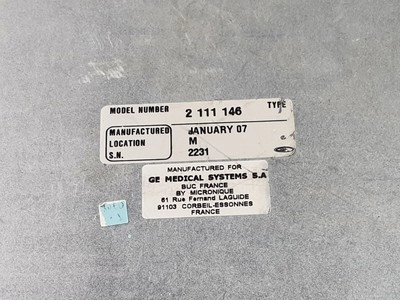 MODEL NUMBER 2 111 146 TYPE
MANUFACTURED JANUARY 07
LOCATION M
S.N. 2231
MANUFACTURED FOR
GE MEDICAL SYSTEMS S.A
BUC FRANCE
BY MICRONIQUE
61 Rue Fernand LAGUIDE
91103 CORBEIL-ESSONNES
FRANCE